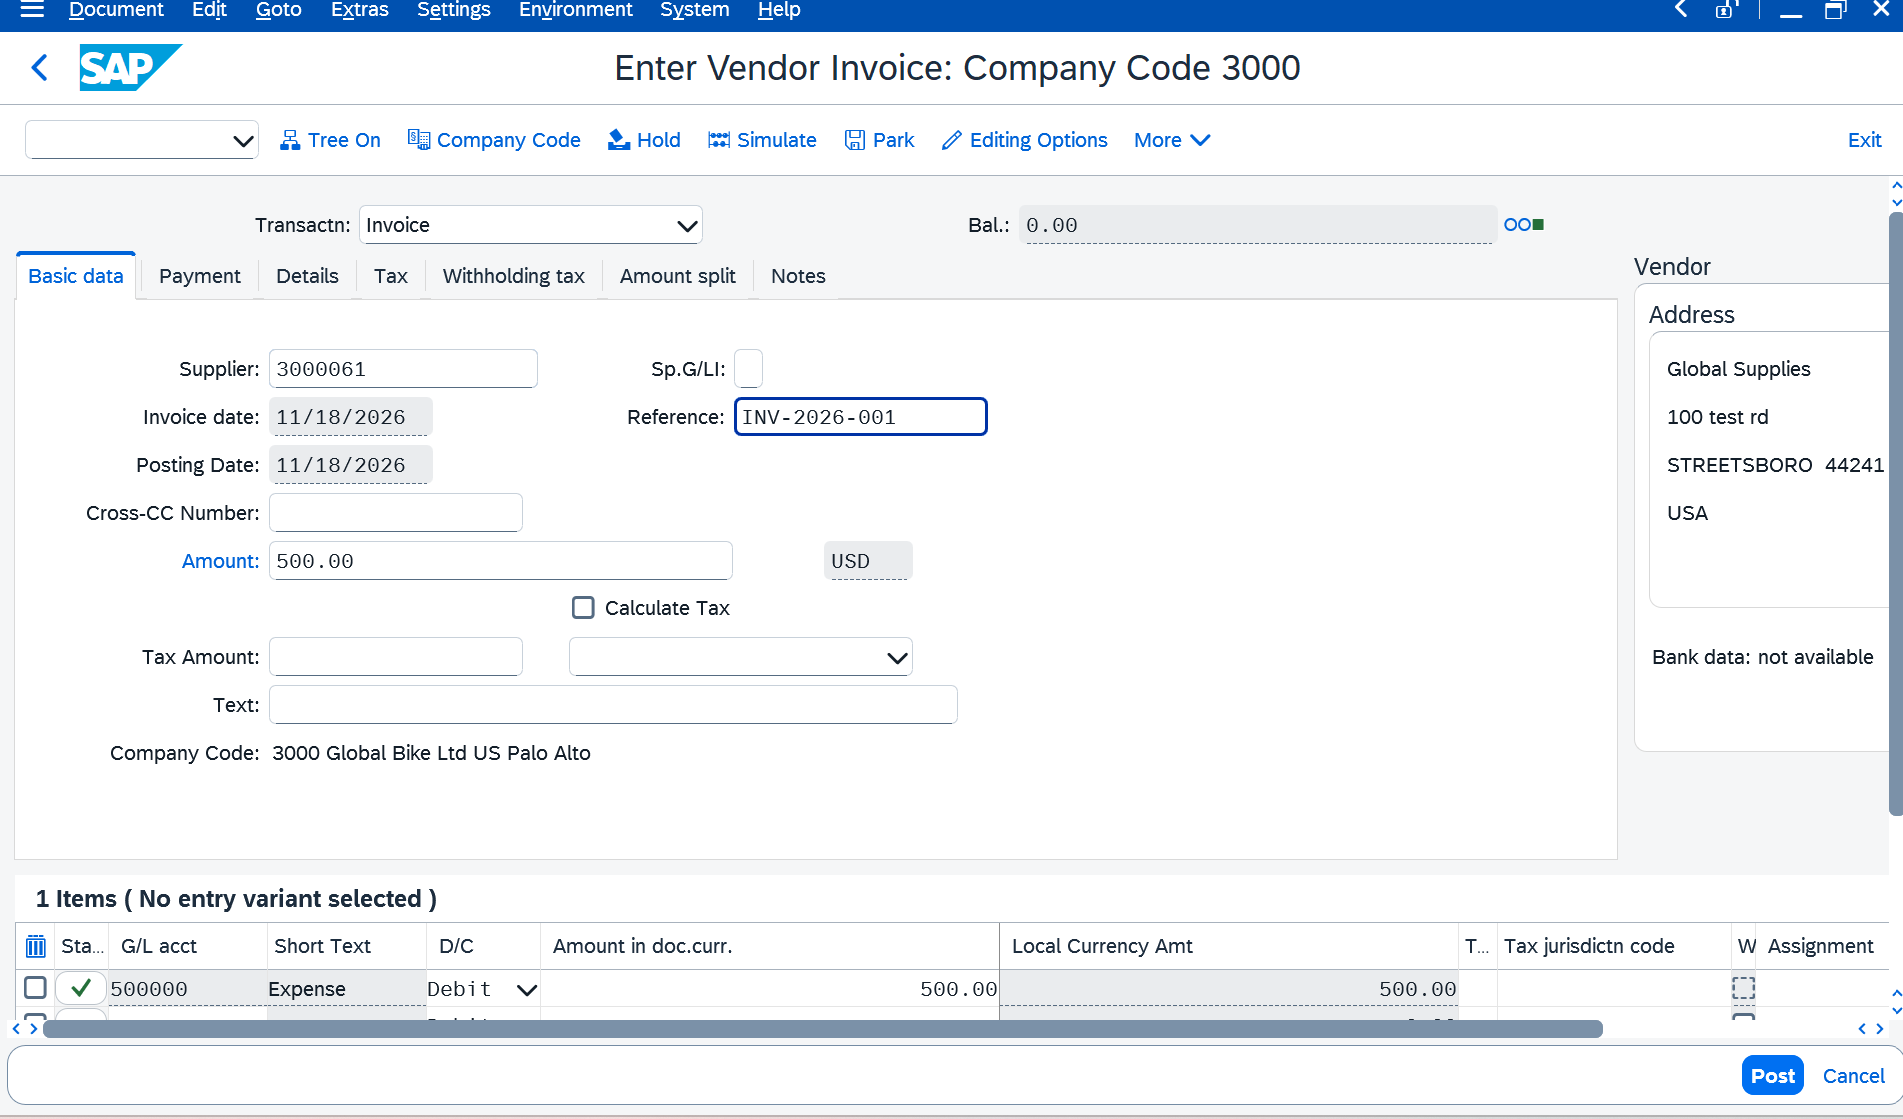 Document Edit Goto Extras Settings Environment System Help
SAP Enter Vendor Invoice: Company Code 3000
Tree On Company Code Hold Simulate Park Editing Options More Exit
Transactn: Invoice Bal.: 0.00
Basic data Payment Details Tax Withholding tax Amount split Notes
Vendor
Address
Supplier: 3000061 Sp.G/LI: Global Supplies
Invoice date: 11/18/2026 Reference: INV-2026-001 100 test rd
Posting Date: 11/18/2026 STREETSBORO 44241
Cross-CC Number: USA
Amount: 500.00 USD
Calculate Tax
Tax Amount: Bank data: not available
Text:
Company Code: 3000 Global Bike Ltd US Palo Alto
1 Items ( No entry variant selected )
Sta... G/L acct Short Text D/C Amount in doc.curr. Local Currency Amt T... Tax jurisdictn code W Assignment
500000 Expense Debit 500.00 500.00
Post Cancel